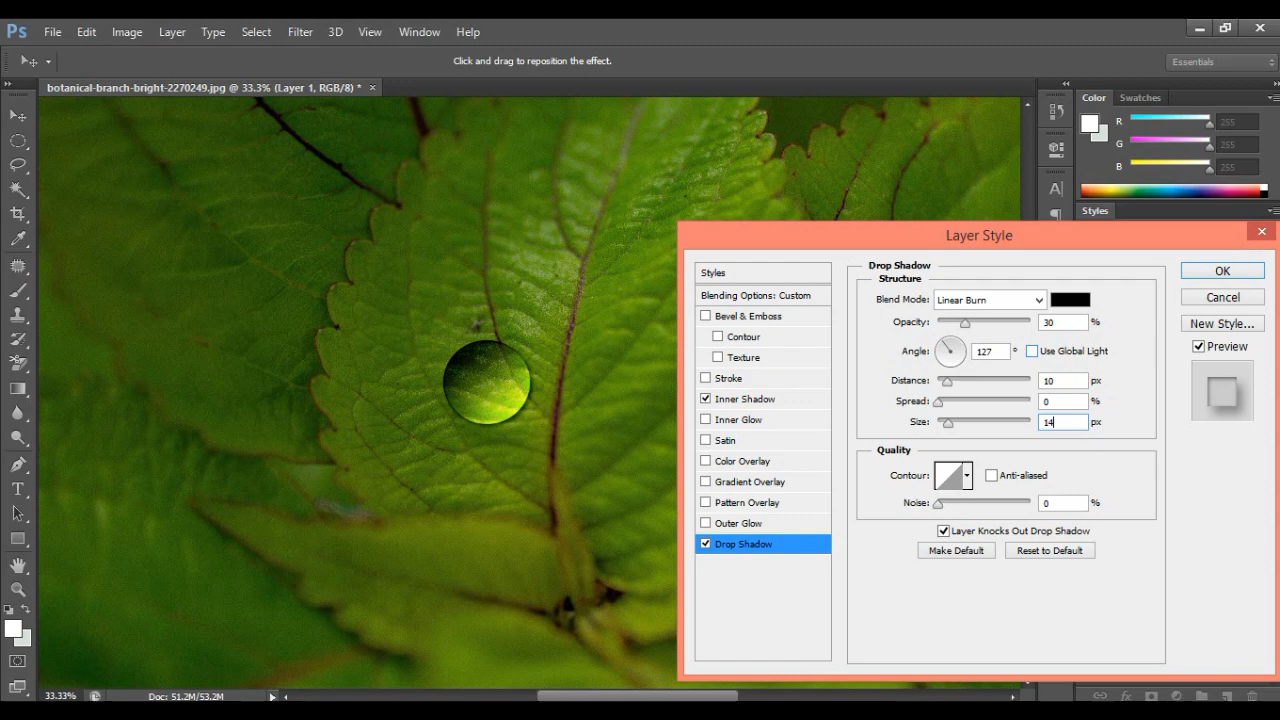 Ps File Edit Image Layer Type Select Filter 3D View Window Help
Click and drag to reposition the effect.
Essentials
botanical-branch-bright-2270249.jpg @ 33.3% (Layer 1, RGB/8) *
Color Swatches
R 255
G 255
B 255
Styles
Layer Style
Styles
Blending Options: Custom
Bevel & Emboss
Contour
Texture
Stroke
Inner Shadow
Inner Glow
Satin
Color Overlay
Gradient Overlay
Pattern Overlay
Outer Glow
Drop Shadow
Drop Shadow
Structure
Blend Mode: Linear Burn
Opacity: 30 %
Angle: 127 ° Use Global Light
Distance: 10 px
Spread: 0 %
Size: 14 px
Quality
Contour: Anti-aliased
Noise: 0 %
Layer Knocks Out Drop Shadow
Make Default Reset to Default
OK
Cancel
New Style...
Preview
33.33% Doc: 51.2M/53.2M